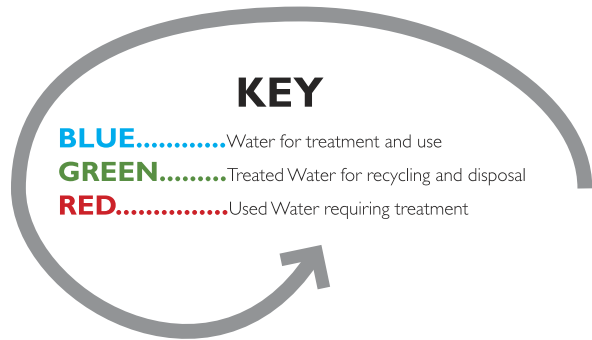 KEY
BLUE............Water for treatment and use
GREEN.........Treated Water for recycling and disposal
RED...............Used Water requiring treatment